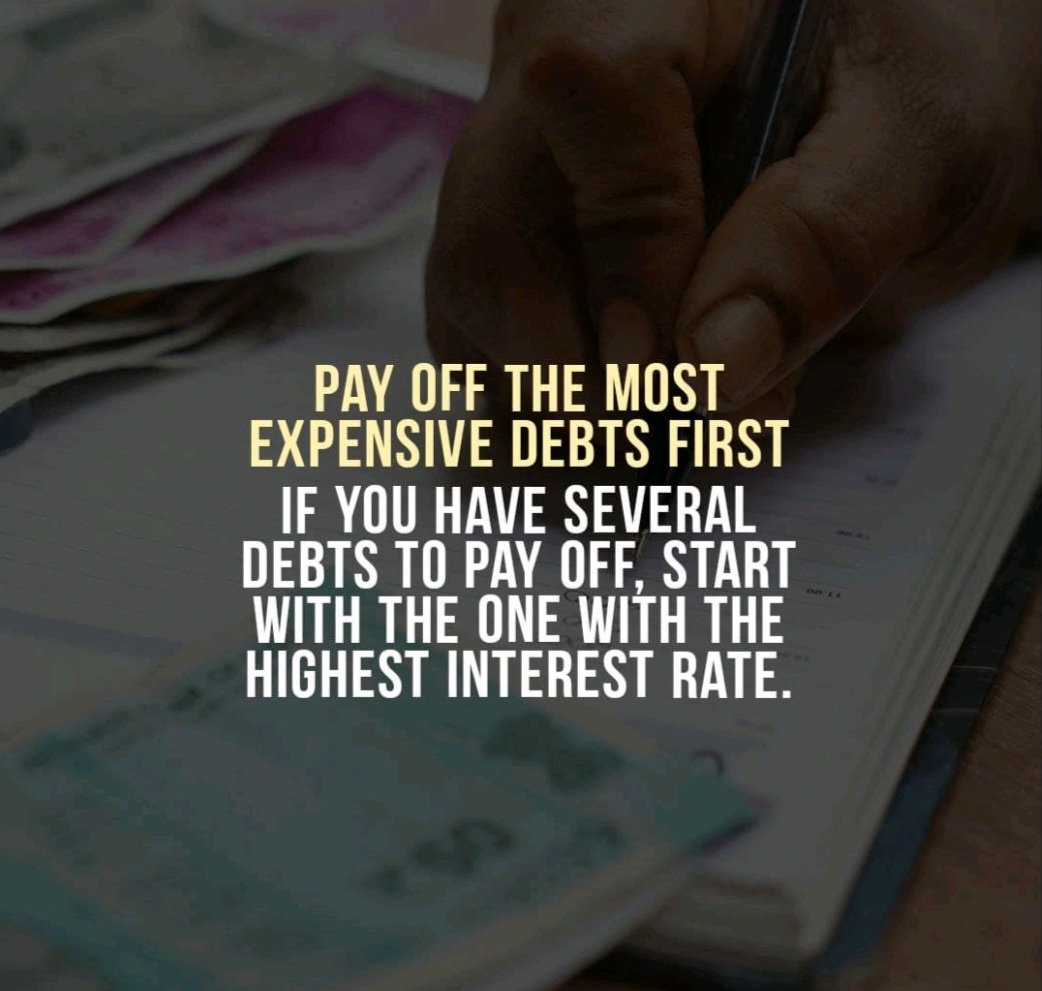 PAY OFF THE MOST
EXPENSIVE DEBTS FIRST
IF YOU HAVE SEVERAL
DEBTS TO PAY OFF, START
WITH THE ONE WITH THE
HIGHEST INTEREST RATE.